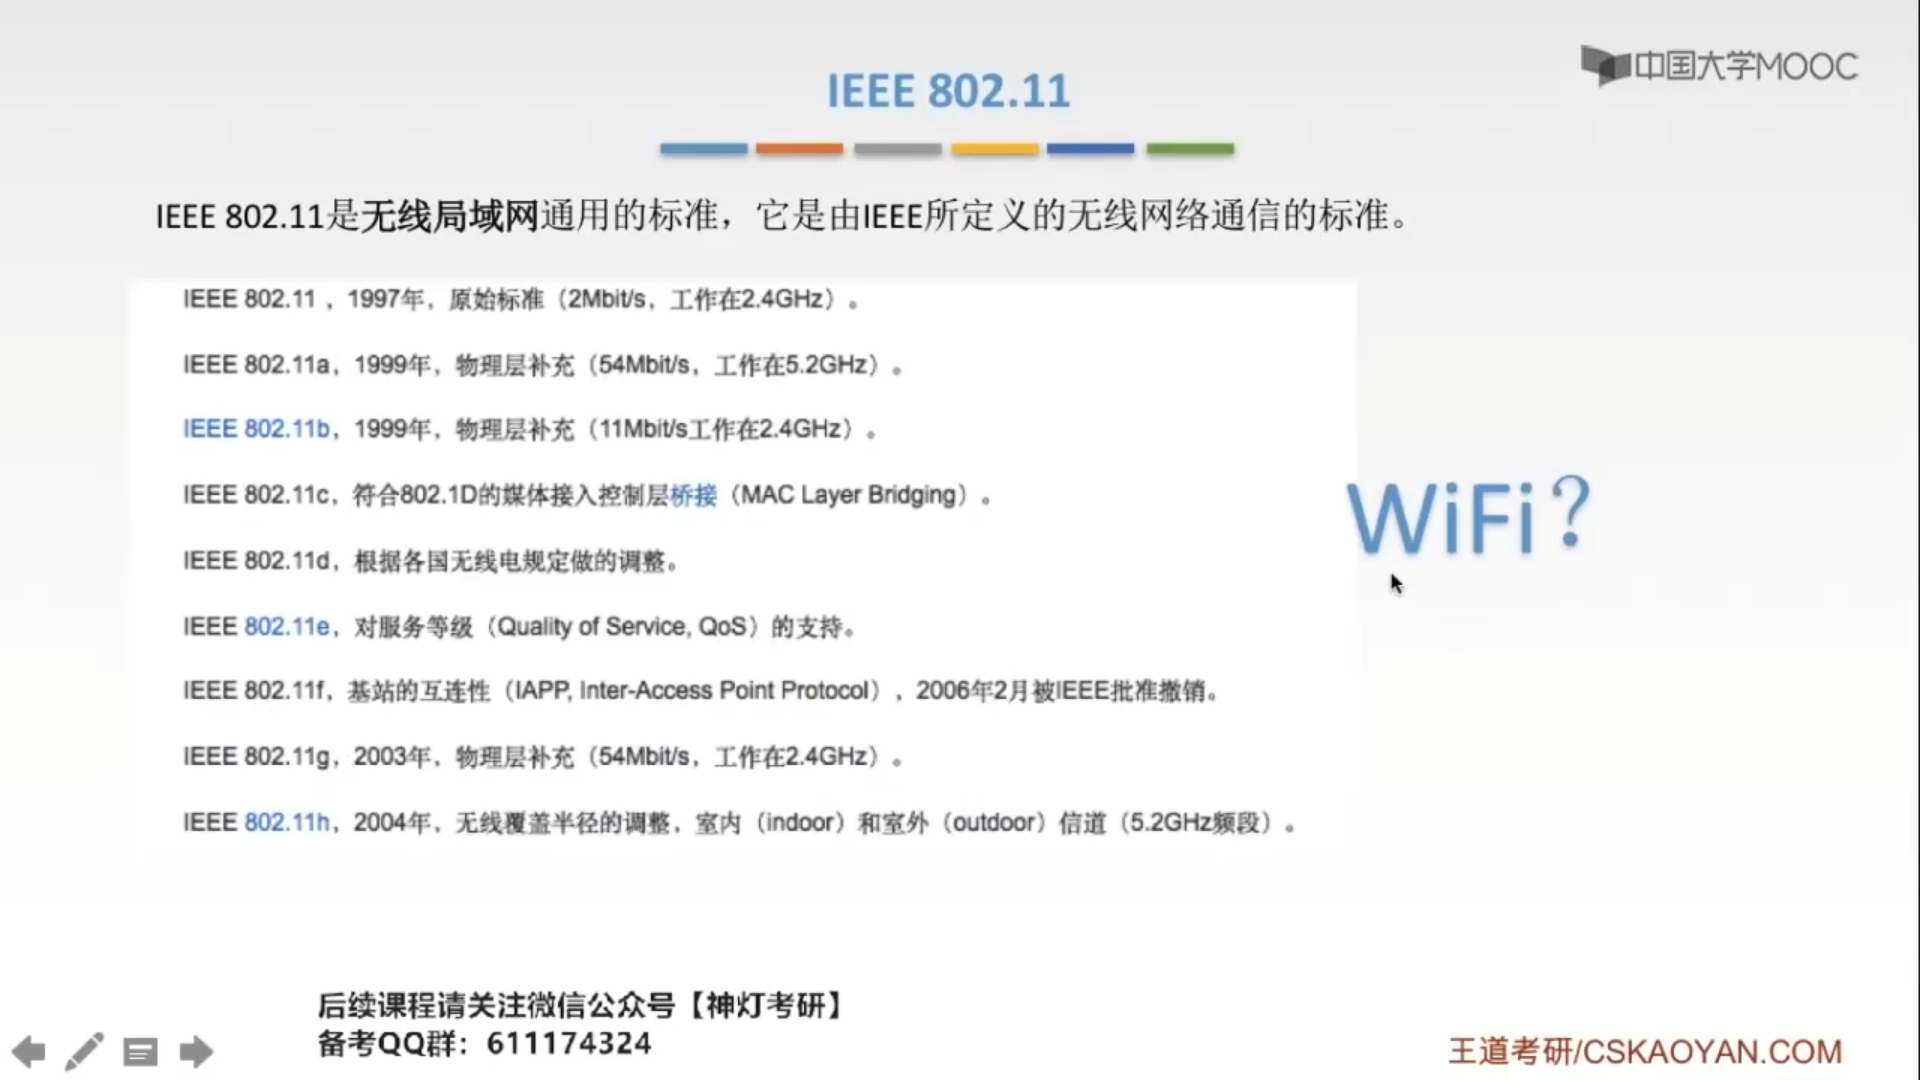 中国大学MOOC
IEEE 802.11
IEEE 802.11是无线局域网通用的标准，它是由IEEE所定义的无线网络通信的标准。
IEEE 802.11 ，1997年，原始标准（2Mbit/s，工作在2.4GHz）。
IEEE 802.11a，1999年，物理层补充（54Mbit/s，工作在5.2GHz）。
IEEE 802.11b，1999年，物理层补充（11Mbit/s工作在2.4GHz）。
IEEE 802.11c，符合802.1D的媒体接入控制层桥接（MAC Layer Bridging）。
IEEE 802.11d，根据各国无线电规定做的调整。
IEEE 802.11e，对服务等级（Quality of Service, QoS）的支持。
IEEE 802.11f，基站的互连性（IAPP, Inter-Access Point Protocol），2006年2月被IEEE批准撤销。
IEEE 802.11g，2003年，物理层补充（54Mbit/s，工作在2.4GHz）。
IEEE 802.11h，2004年，无线覆盖半径的调整，室内（indoor）和室外（outdoor）信道（5.2GHz频段）。
WiFi？
后续课程请关注微信公众号【神灯考研】
备考QQ群：611174324
王道考研/CSKAOYAN.COM